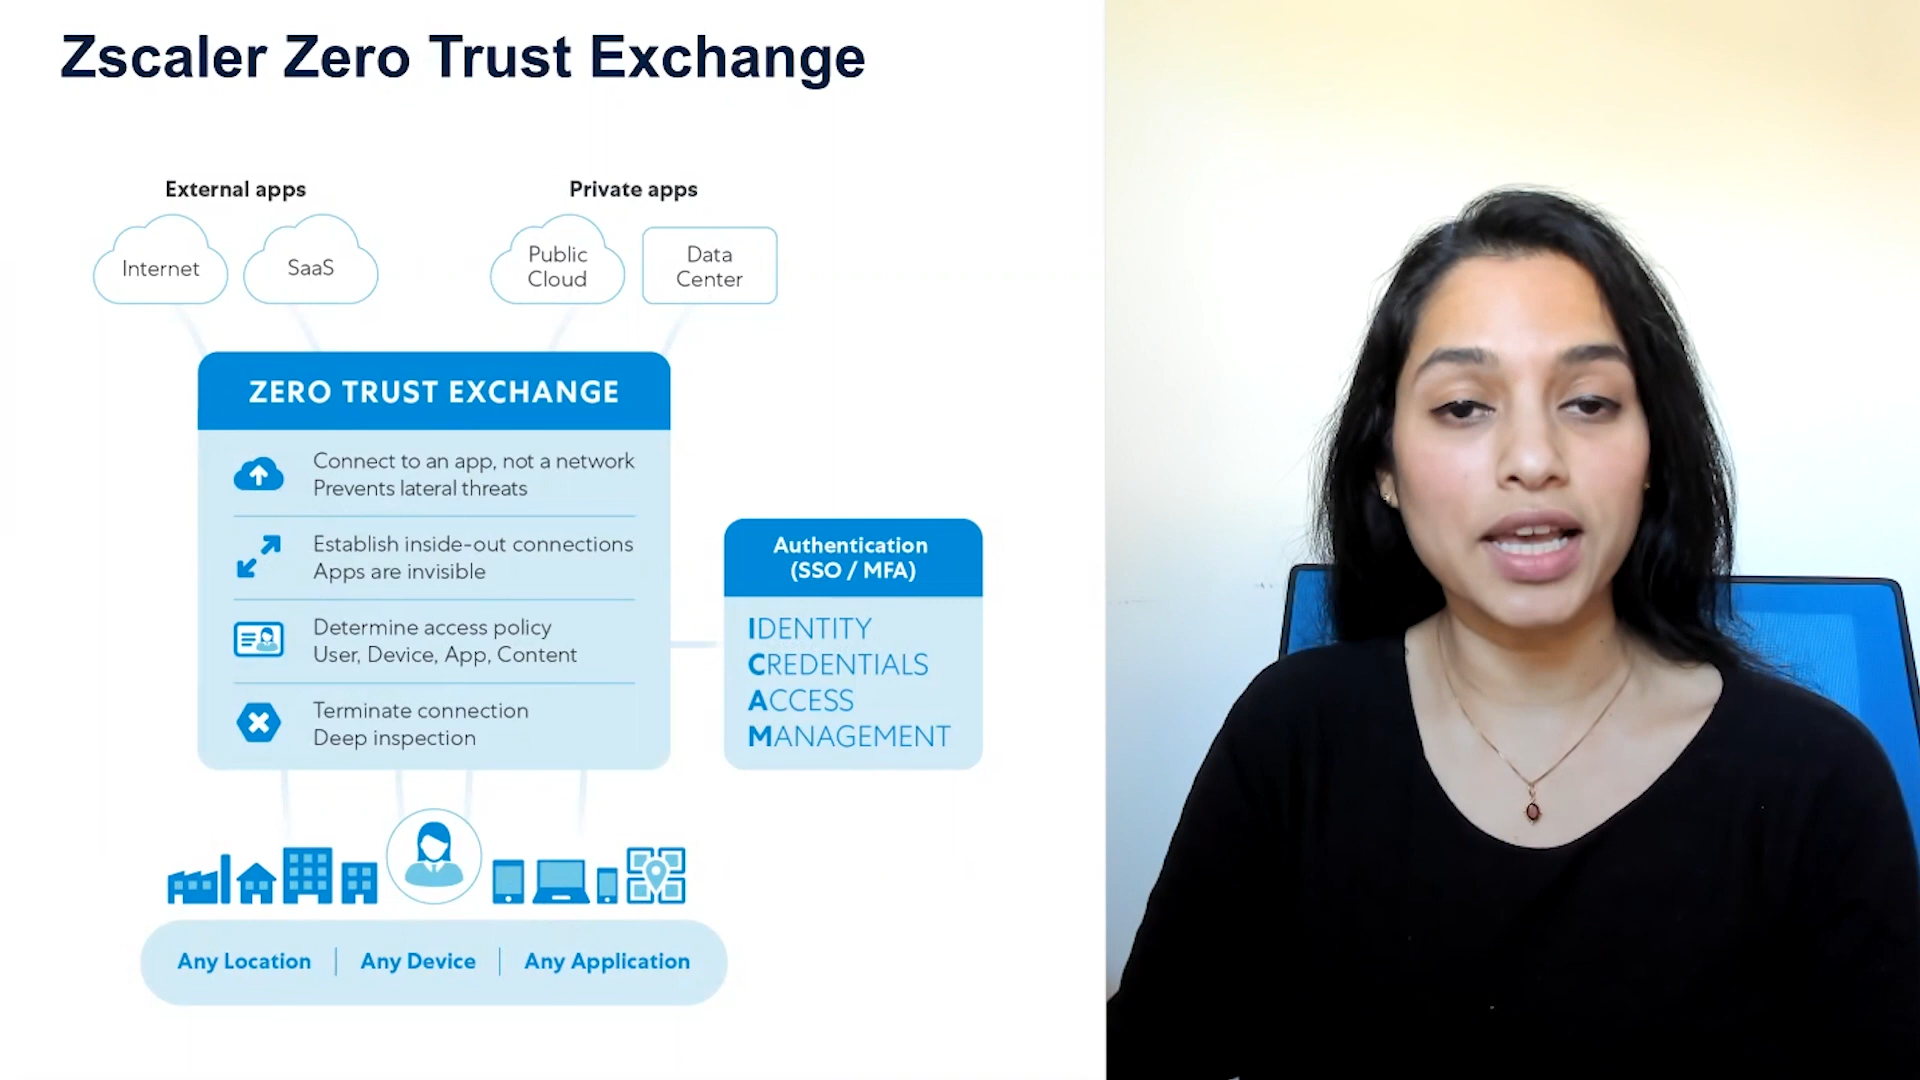 Zscaler Zero Trust Exchange
External apps
Private apps
Internet
SaaS
Public
Cloud
Data
Center
ZERO TRUST EXCHANGE
Connect to an app, not a network
Prevents lateral threats
Establish inside-out connections
Apps are invisible
Determine access policy
User, Device, App, Content
Terminate connection
Deep inspection
Authentication
(SSO / MFA)
IDENTITY
CREDENTIALS
ACCESS
MANAGEMENT
Any Location | Any Device | Any Application